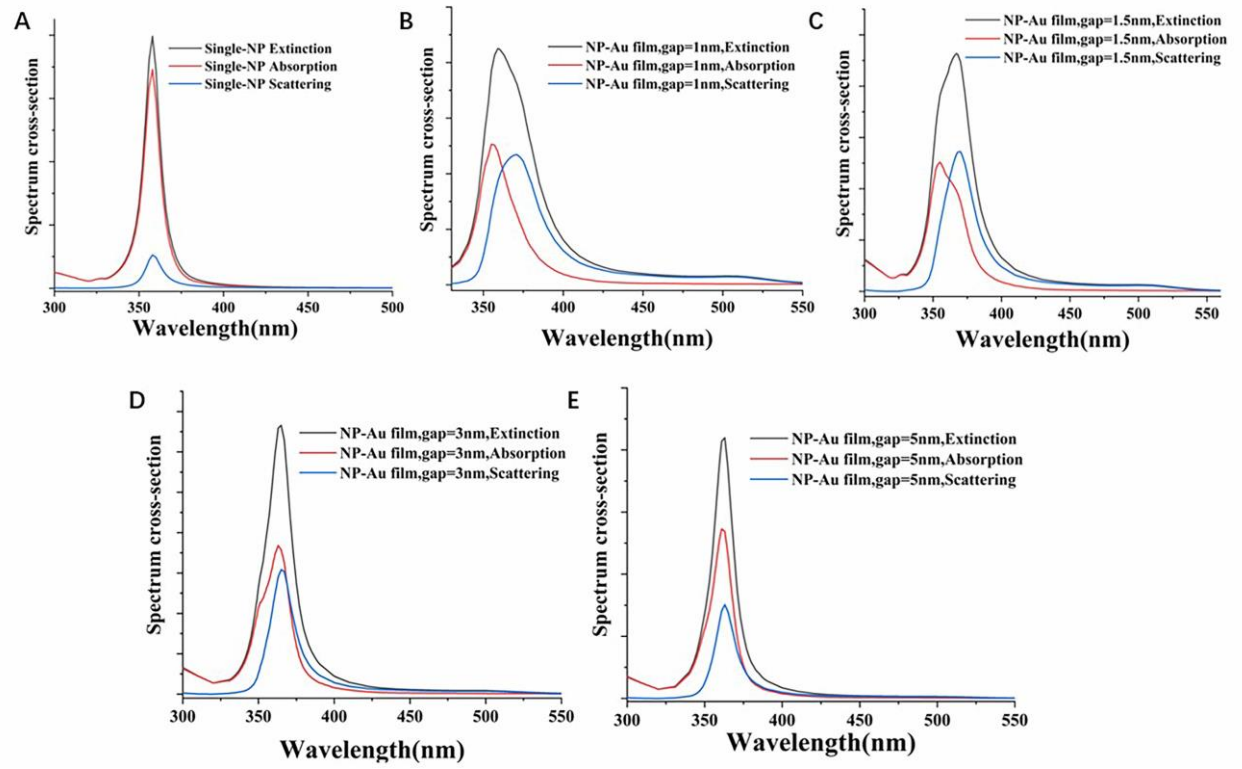 A
Single-NP Extinction
Single-NP Absorption
Single-NP Scattering
Spectrum cross-section
300
350
400
450
500
Wavelength(nm)
B
NP-Au film,gap=1nm,Extinction
NP-Au film,gap=1nm,Absorption
NP-Au film,gap=1nm,Scattering
Spectrum cross-section
350
400
450
500
550
Wavelength(nm)
C
NP-Au film,gap=1.5nm,Extinction
NP-Au film,gap=1.5nm,Absorption
NP-Au film,gap=1.5nm,Scattering
Spectrum cross-section
300
350
400
450
500
550
Wavelength(nm)
D
NP-Au film,gap=3nm,Extinction
NP-Au film,gap=3nm,Absorption
NP-Au film,gap=3nm,Scattering
Spectrum cross-section
300
350
400
450
500
550
Wavelength(nm)
E
NP-Au film,gap=5nm,Extinction
NP-Au film,gap=5nm,Absorption
NP-Au film,gap=5nm,Scattering
Spectrum cross-section
300
350
400
450
500
550
Wavelength(nm)